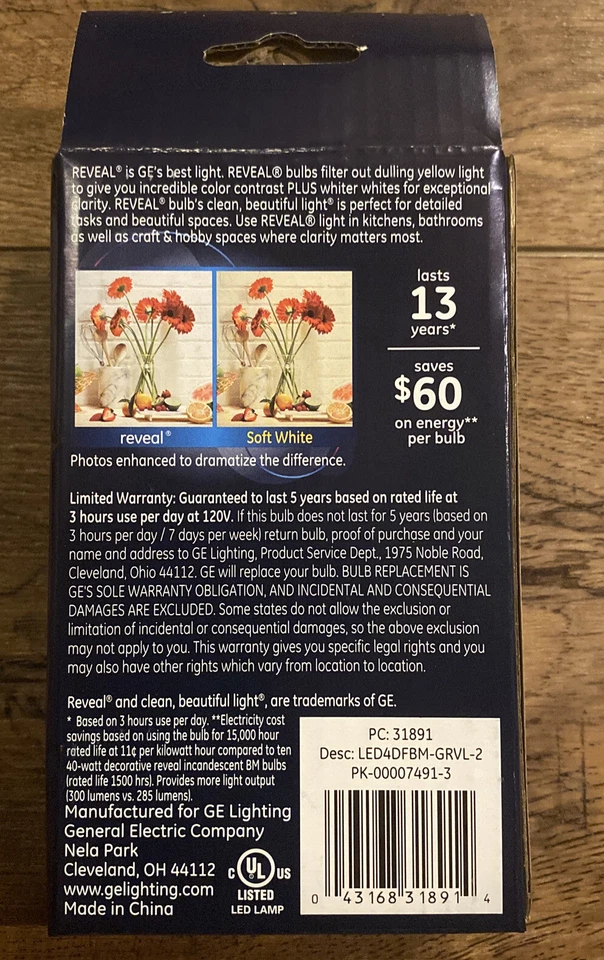 REVEAL® is GE's best light. REVEAL® bulbs filter out dulling yellow light
to give you incredible color contrast PLUS whiter whites for exceptional
clarity. REVEAL® bulb's clean, beautiful light® is perfect for detailed
tasks and beautiful spaces. Use REVEAL® light in kitchens, bathrooms
as well as craft & hobby spaces where clarity matters most.
lasts
13
years*
saves
$60
on energy**
per bulb
reveal®
Soft White
Photos enhanced to dramatize the difference.
Limited Warranty: Guaranteed to last 5 years based on rated life at
3 hours use per day at 120V. If this bulb does not last for 5 years (based on
3 hours per day / 7 days per week) return bulb, proof of purchase and your
name and address to GE Lighting, Product Service Dept., 1975 Noble Road,
Cleveland, Ohio 44112. GE will replace your bulb. BULB REPLACEMENT IS
GE'S SOLE WARRANTY OBLIGATION, AND INCIDENTAL AND CONSEQUENTIAL
DAMAGES ARE EXCLUDED. Some states do not allow the exclusion or
limitation of incidental or consequential damages, so the above exclusion
may not apply to you. This warranty gives you specific legal rights and you
may also have other rights which vary from location to location.
Reveal® and clean, beautiful light®, are trademarks of GE.
* Based on 3 hours use per day. **Electricity cost
savings based on using the bulb for 15,000 hour
rated life at 11¢ per kilowatt hour compared to ten
40-watt decorative reveal incandescent BM bulbs
(rated life 1500 hrs). Provides more light output
(300 lumens vs. 285 lumens).
Manufactured for GE Lighting
General Electric Company
Nela Park
Cleveland, OH 44112
www.gelighting.com
Made in China
C UL US
LISTED
LED LAMP
PC: 31891
Desc: LED4DFBM-GRVL-2
PK-00007491-3
0 43168 31891 4